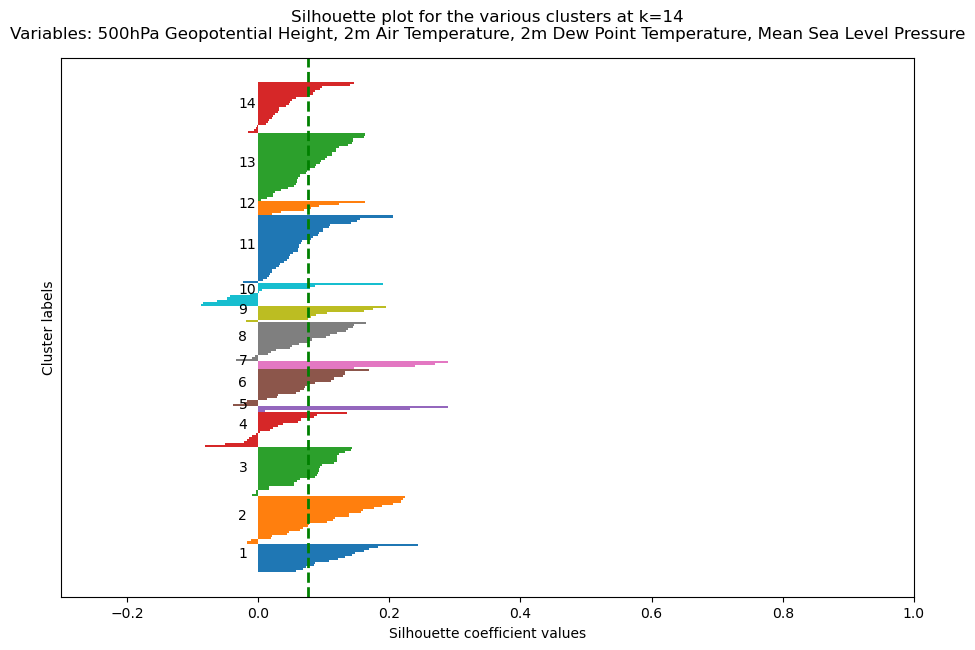 Silhouette plot for the various clusters at k=14
Variables: 500hPa Geopotential Height, 2m Air Temperature, 2m Dew Point Temperature, Mean Sea Level Pressure
Cluster labels
14
13
12
11
10
9
8
7
6
5
4
3
2
1
−0.2 0.0 0.2 0.4 0.6 0.8 1.0
Silhouette coefficient values